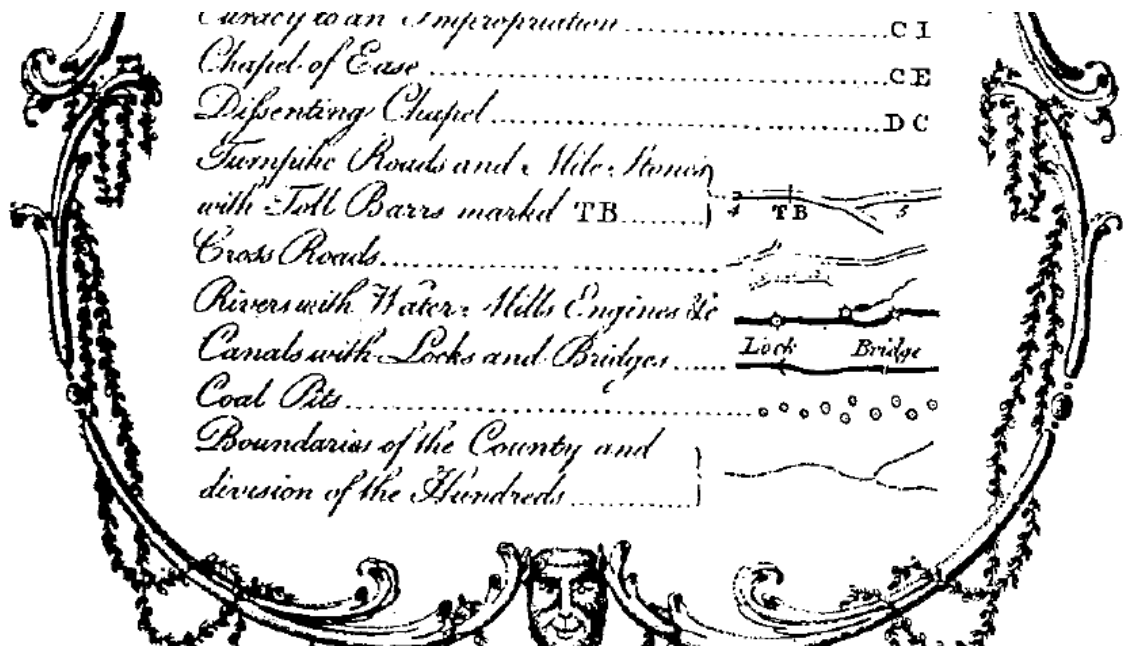 Curacy to an Impropriation C I
Chapel of Ease C E
Dissenting Chapel D C
Turnpike Roads and Mile Stones
with Toll Barrs markd TB 4 TB 5
Cross Roads
Rivers with Water Mills Engines &c
Canals with Locks and Bridges Lock Bridge
Coal Pits
Boundaries of the County and
division of the Hundreds